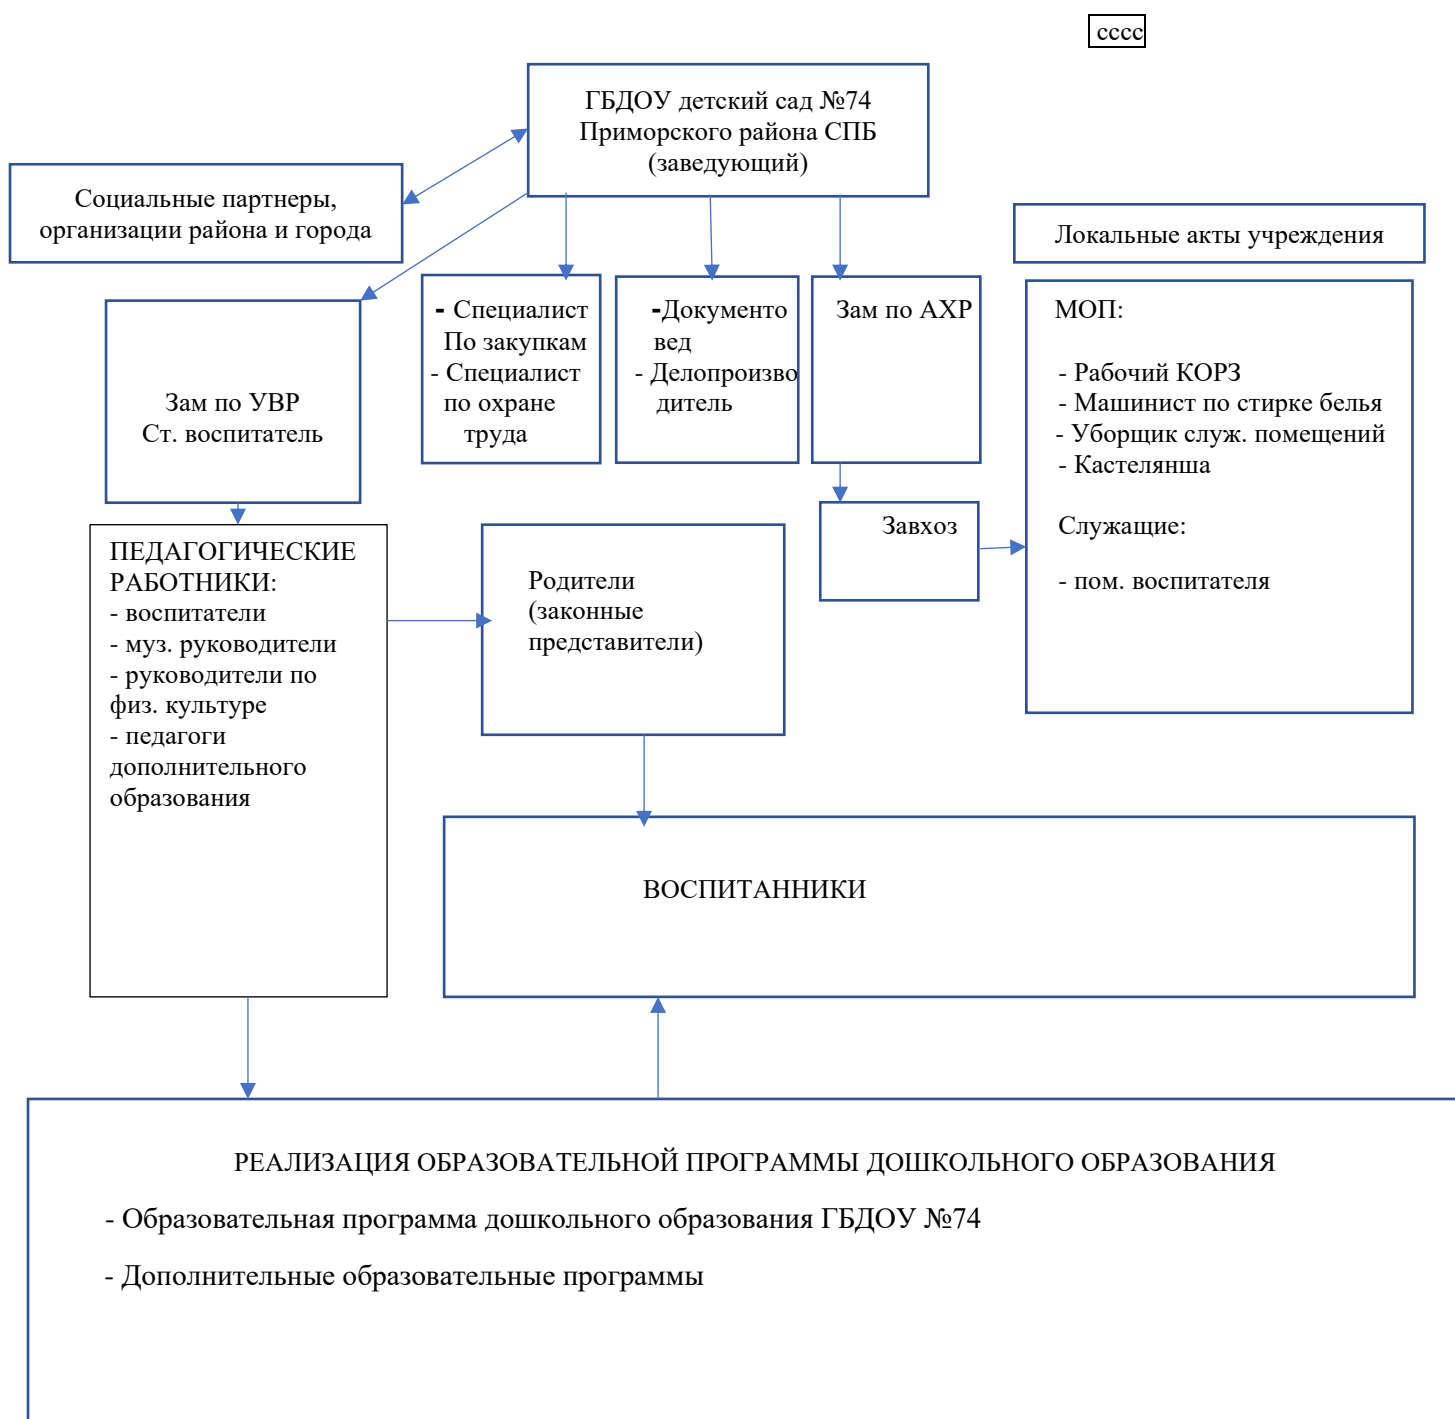 сссс
ГБДОУ детский сад №74
Приморского района СПБ
(заведующий)
Социальные партнеры,
организации района и города
Локальные акты учреждения
Зам по УВР
Ст. воспитатель
- Специалист
По закупкам
- Специалист
по охране
труда
-Документо
вед
- Делопроизво
дитель
Зам по АХР
МОП:
- Рабочий КОРЗ
- Машинист по стирке белья
- Уборщик служ. помещений
- Кастелянша
Служащие:
- пом. воспитателя
Завхоз
ПЕДАГОГИЧЕСКИЕ
РАБОТНИКИ:
- воспитатели
- муз. руководители
- руководители по
физ. культуре
- педагоги
дополнительного
образования
Родители
(законные
представители)
ВОСПИТАННИКИ
РЕАЛИЗАЦИЯ ОБРАЗОВАТЕЛЬНОЙ ПРОГРАММЫ ДОШКОЛЬНОГО ОБРАЗОВАНИЯ
- Образовательная программа дошкольного образования ГБДОУ №74
- Дополнительные образовательные программы